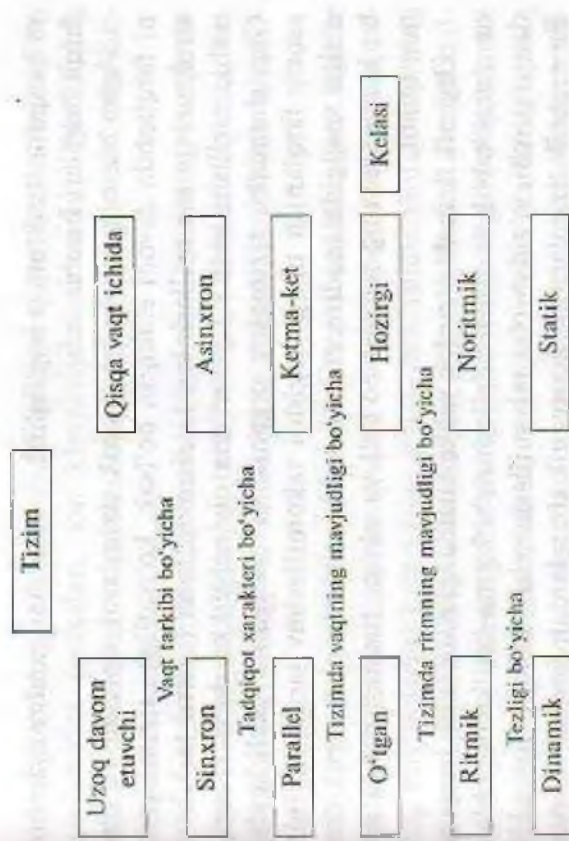 Tizim
Uzoq davom
etuvchi
Qisqa vaqt ichida
Vaqt tarkibi bo‘yicha
Sinxron
Asinxron
Tadqiqot xarakteri bo‘yicha
Parallel
Ketma-ket
Tizimda vaqtning mavjudligi bo‘yicha
O‘tgan
Hozirgi
Kelasi
Tizimda ritmning mavjudligi bo‘yicha
Ritmik
Noritmik
Tezligi bo‘yicha
Dinamik
Statik